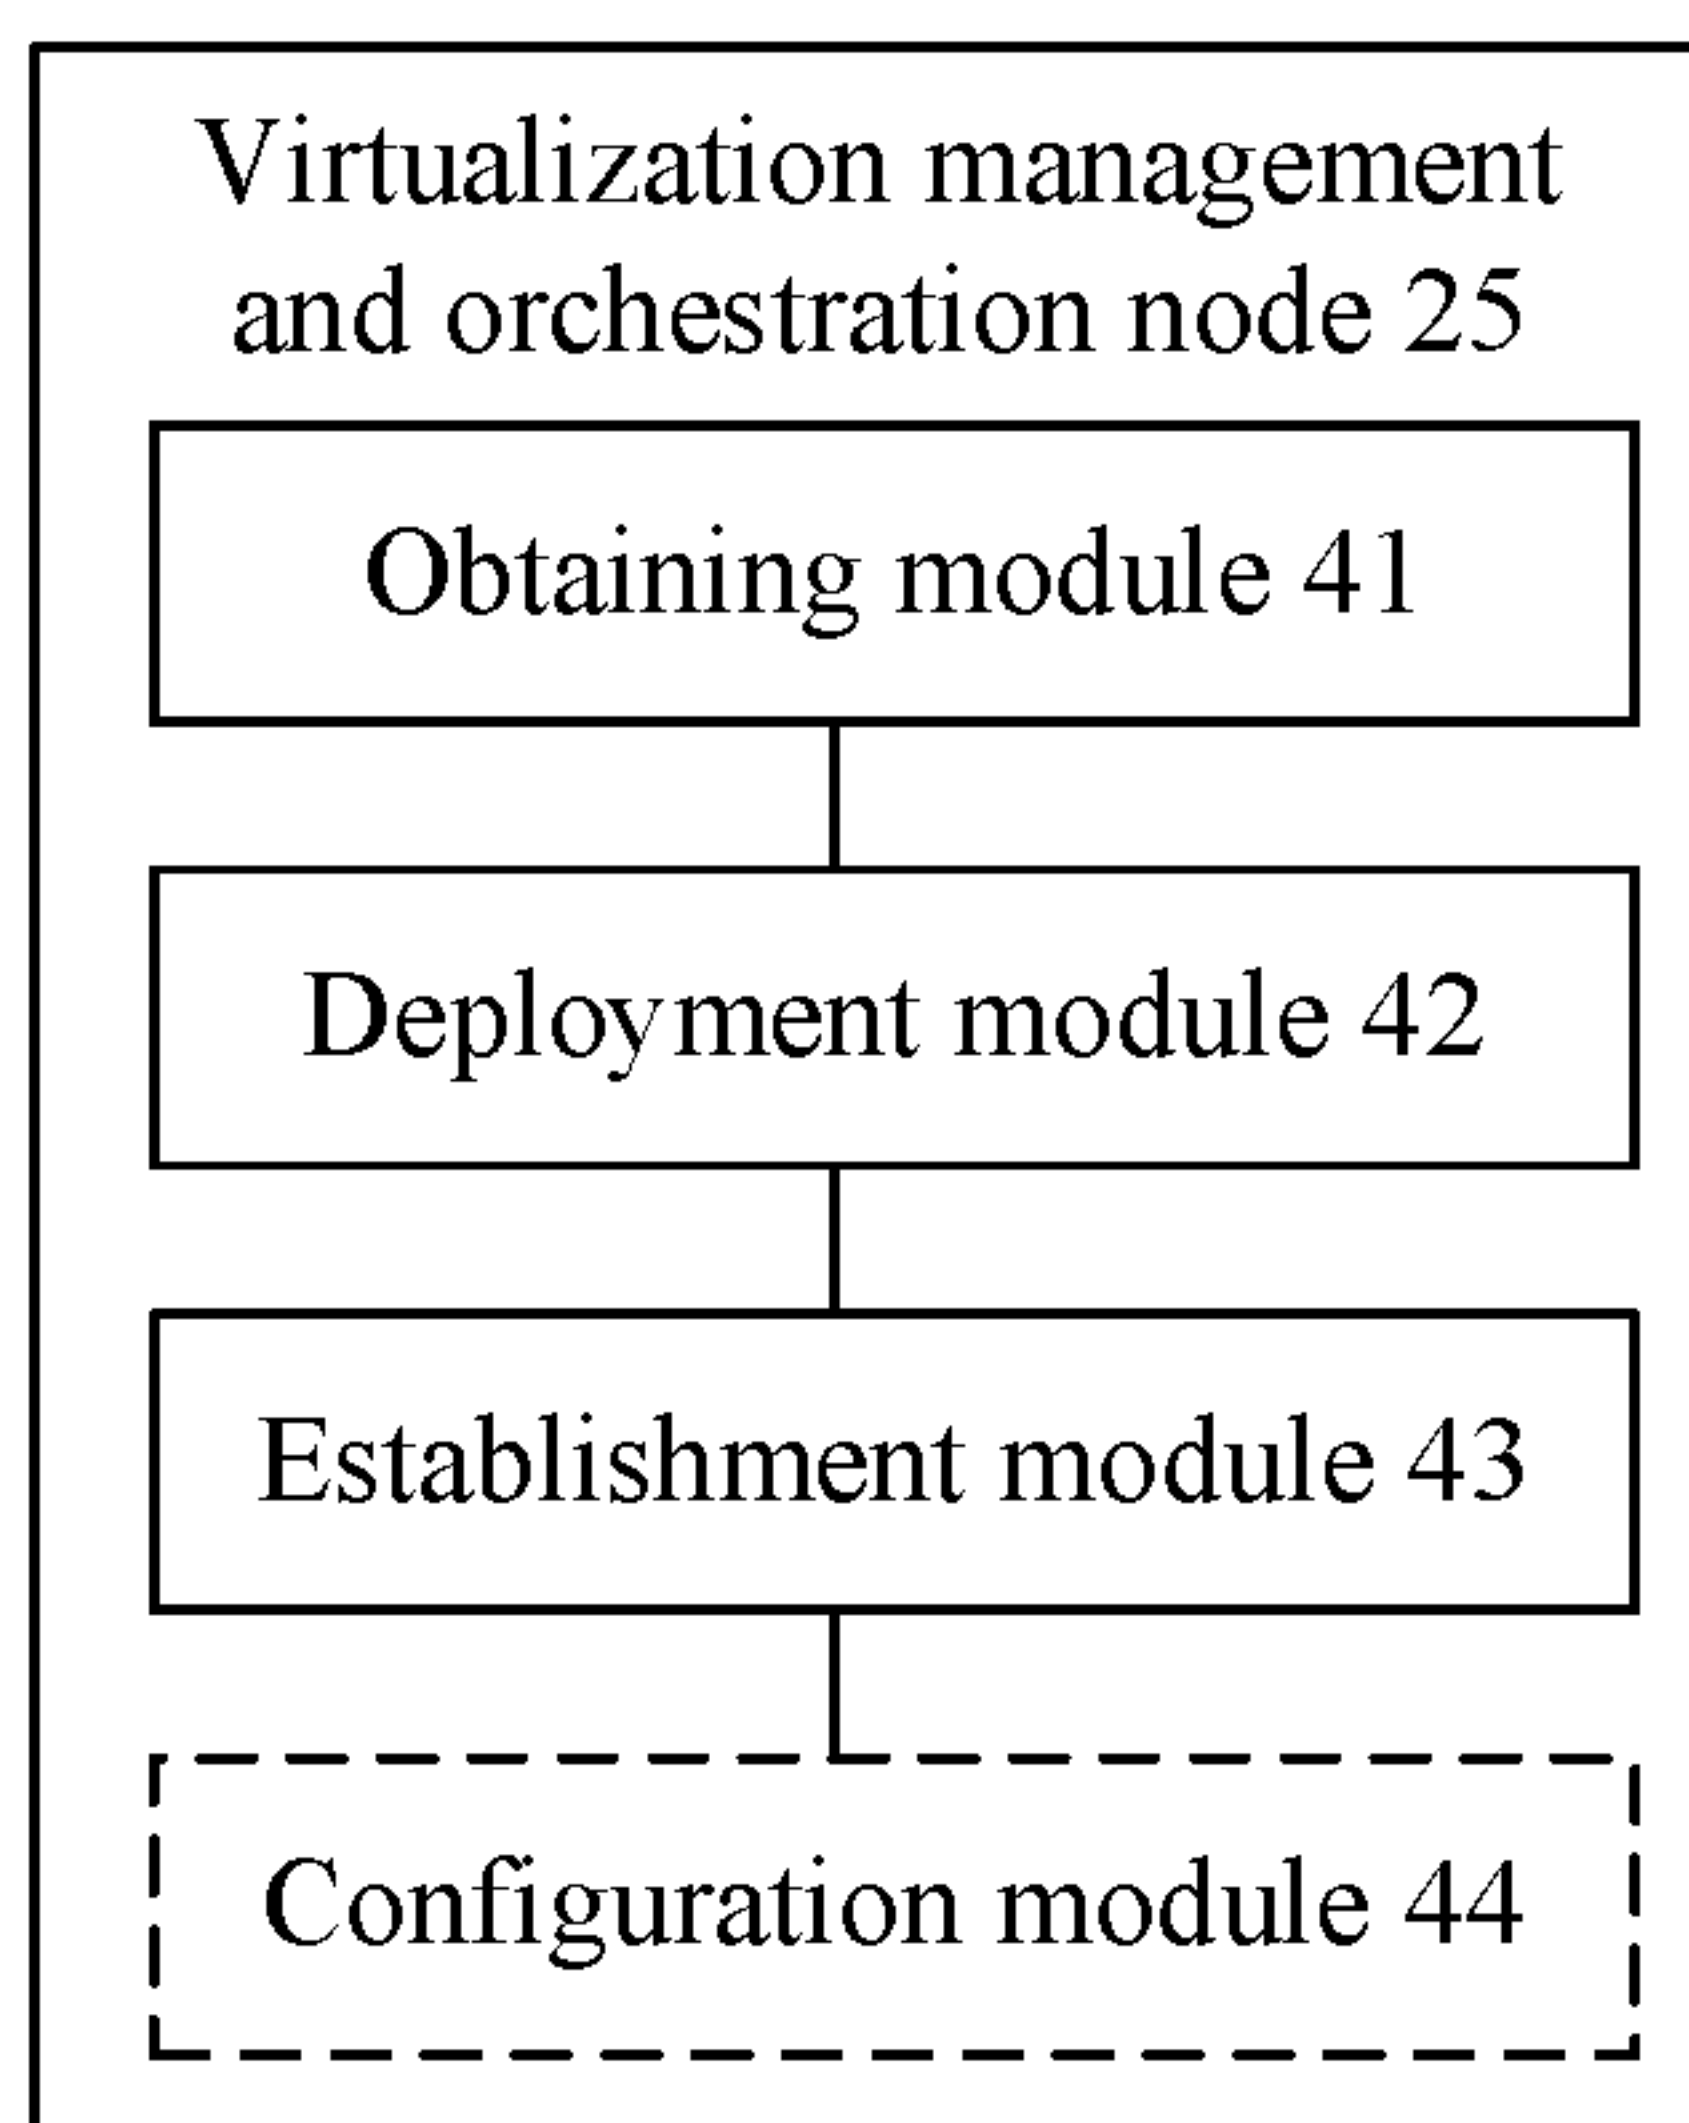 Virtualization management
and orchestration node 25
Obtaining module 41
Deployment module 42
Establishment module 43
Configuration module 44